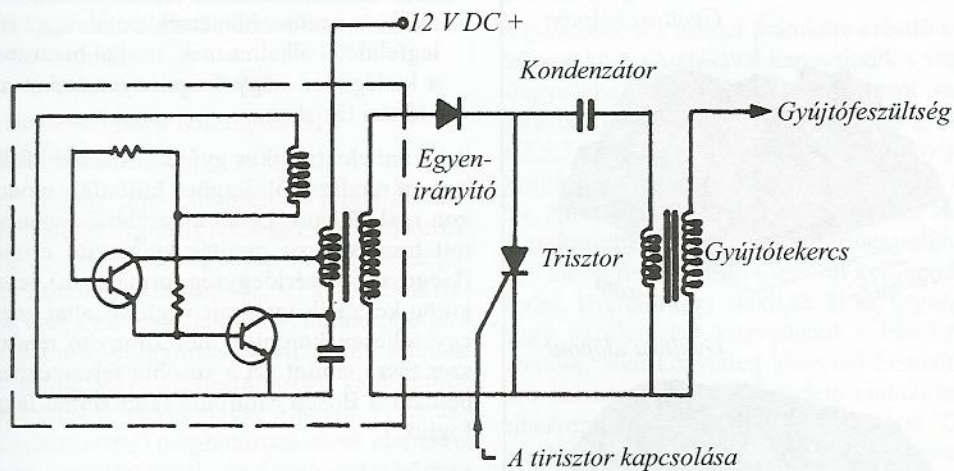 12 V DC +
Kondenzátor
Gyújtófeszültség
Egyen-
irányító
Trisztor
Gyújtótekercs
A tirisztor kapcsolása